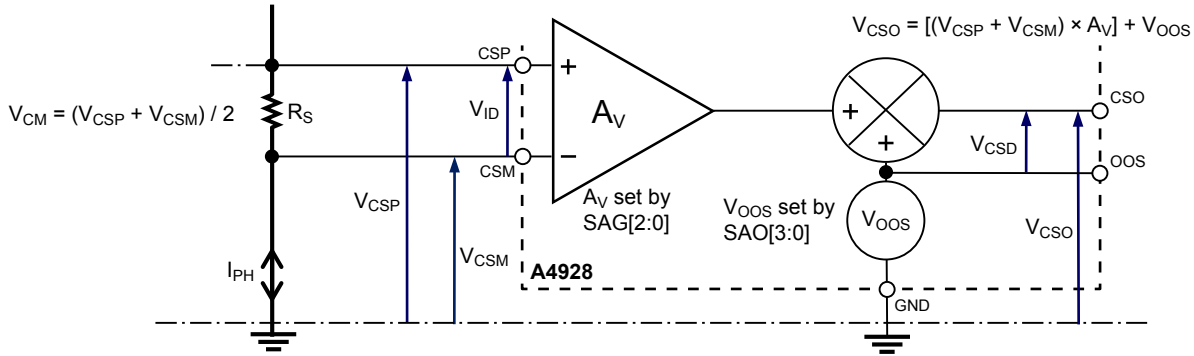 V_CSO = [(V_CSP + V_CSM) × A_V] + V_OOS
CSP
+
CSO
V_CM = (V_CSP + V_CSM) / 2
R_S
V_ID
A_V
+
+
V_CSD
CSM
–
OOS
V_CSP
A_V set by
SAG[2:0]
V_OOS set by
SAO[3:0]
V_OOS
V_CSO
V_CSM
I_PH
A4928
GND